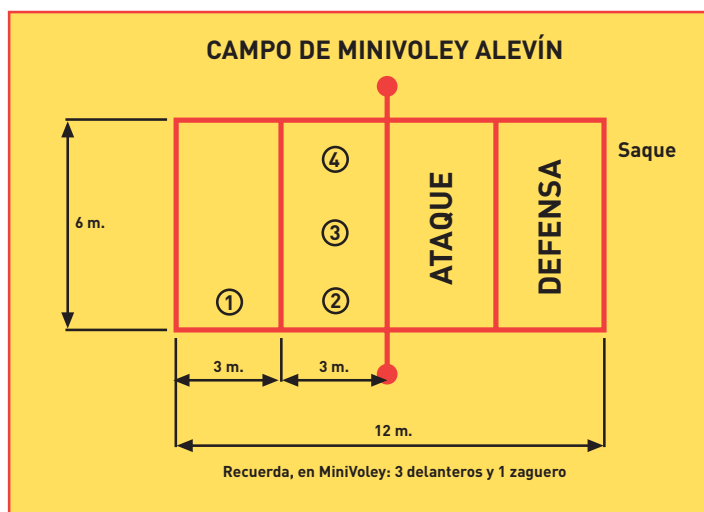 CAMPO DE MINIVOLEY ALEVÍN
Saque
6 m.
④
③
②
①
ATAQUE
DEFENSA
3 m.
3 m.
12 m.
Recuerda, en MiniVoley: 3 delanteros y 1 zaguero